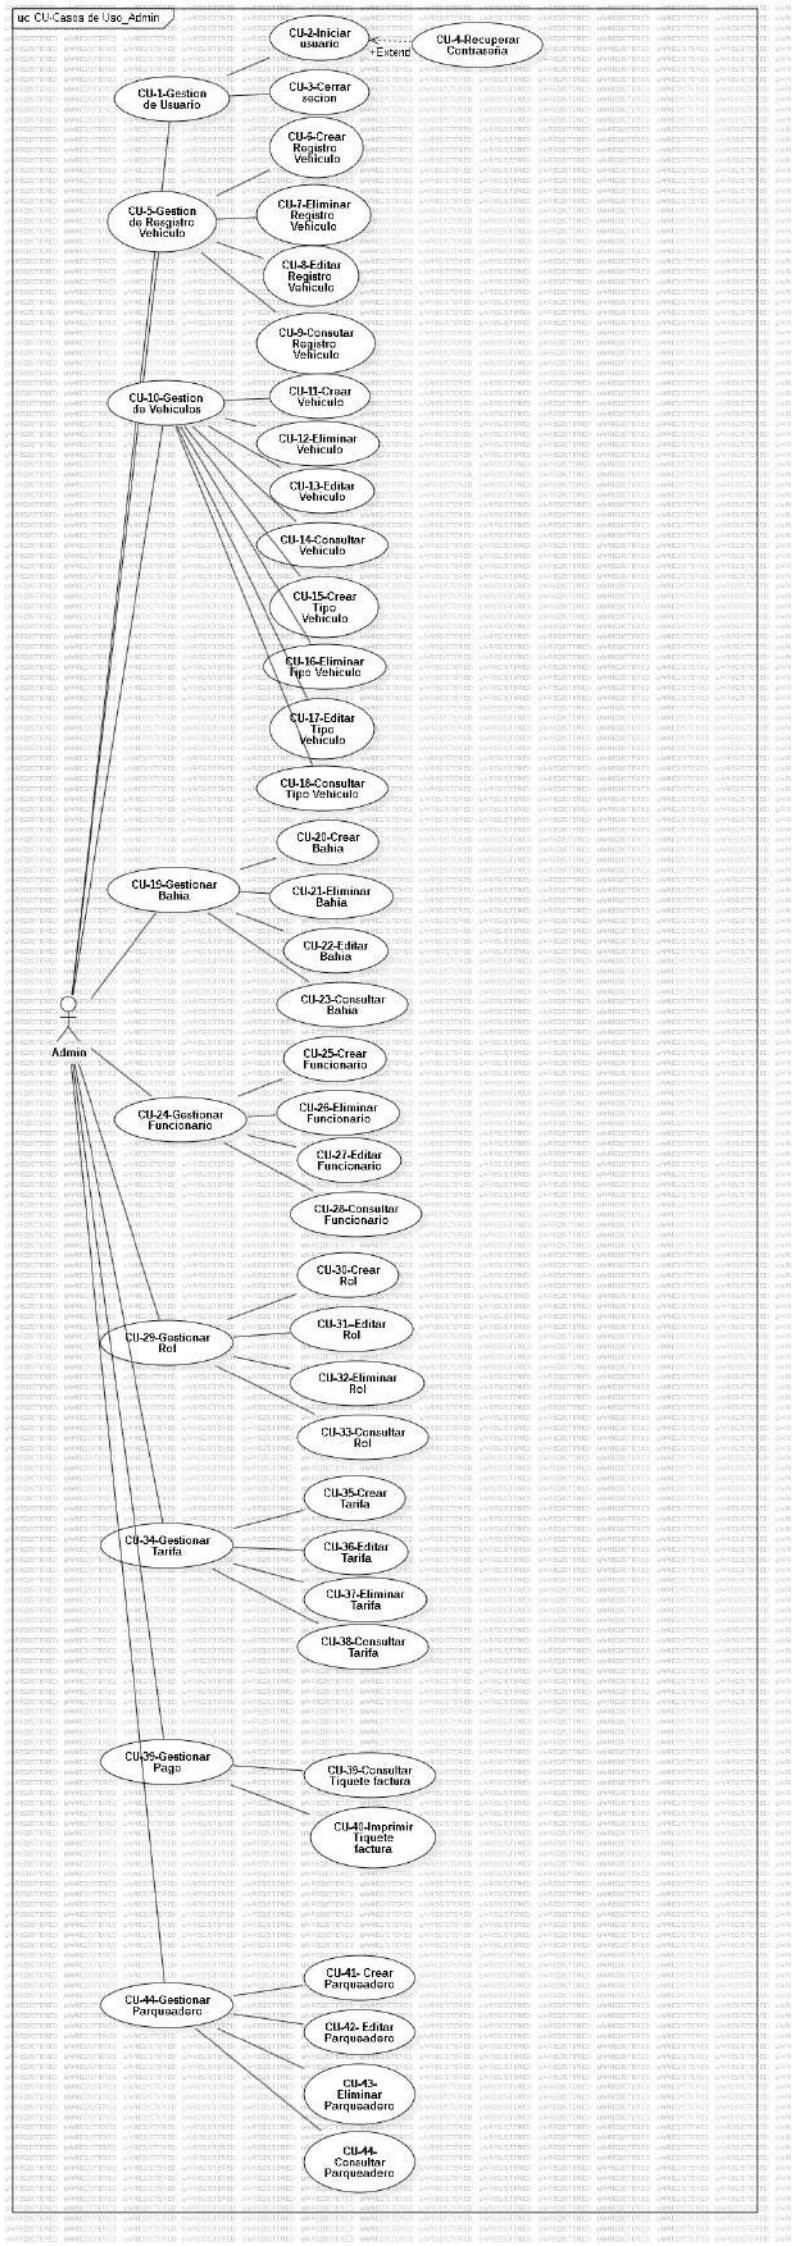 uc CU-Casos de Uso_Admin
CU-2-Iniciar
usuario
+Extend
CU-4-Recuperar
Contraseña
CU-1-Gestion
de Usuario
CU-3-Cerrar
secion
CU-6-Crear
Registro
Vehiculo
CU-5-Gestion
de Resgistro
Vehiculo
CU-7-Eliminar
Registro
Vehiculo
CU-8-Editar
Registro
Vehiculo
CU-9-Consutar
Registro
Vehiculo
CU-10-Gestion
de Vehiculos
CU-11-Crear
Vehiculo
CU-12-Eliminar
Vehiculo
CU-13-Editar
Vehiculo
CU-14-Consultar
Vehiculo
CU-15-Crear
Tipo
Vehiculo
CU-16-Eliminar
Tipo Vehiculo
CU-17-Editar
Tipo
Vehiculo
CU-18-Consultar
Tipo Vehiculo
CU-20-Crear
Bahia
CU-19-Gestionar
Bahia
CU-21-Eliminar
Bahia
CU-22-Editar
Bahia
CU-23-Consultar
Bahia
Admin
CU-25-Crear
Funcionario
CU-24-Gestionar
Funcionario
CU-26-Eliminar
Funcionario
CU-27-Editar
Funcionario
CU-28-Consultar
Funcionario
CU-30-Crear
Rol
CU-29-Gestionar
Rol
CU-31--Editar
Rol
CU-32-Eliminar
Rol
CU-33-Consultar
Rol
CU-35-Crear
Tarifa
CU-34-Gestionar
Tarifa
CU-36-Editar
Tarifa
CU-37-Eliminar
Tarifa
CU-38-Consultar
Tarifa
CU-39-Gestionar
Pago
CU-39-Consultar
Tiquete factura
CU-40-Imprimir
Tiquete
factura
CU-41- Crear
Parqueadero
CU-44-Gestionar
Parqueadero
CU-42- Editar
Parqueadero
CU-43-
Eliminar
Parqueadero
CU-44-
Consultar
Parqueadero